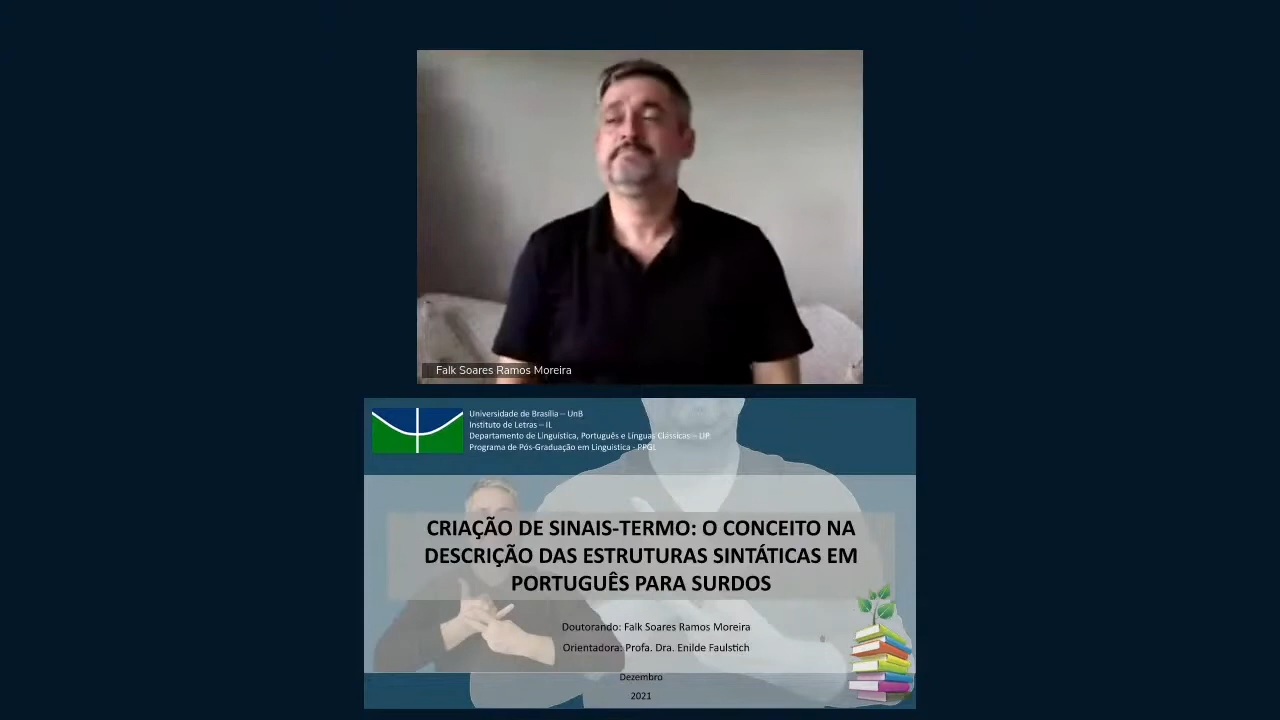 Falk Soares Ramos Moreira
Universidade de Brasília – UnB
Instituto de Letras – IL
Departamento de Linguística, Português e Línguas Clássicas – LIP
Programa de Pós-Graduação em Linguística - PPGL
CRIAÇÃO DE SINAIS-TERMO: O CONCEITO NA
DESCRIÇÃO DAS ESTRUTURAS SINTÁTICAS EM
PORTUGUÊS PARA SURDOS
Doutorando: Falk Soares Ramos Moreira
Orientadora: Profa. Dra. Enilde Faulstich
Dezembro
2021